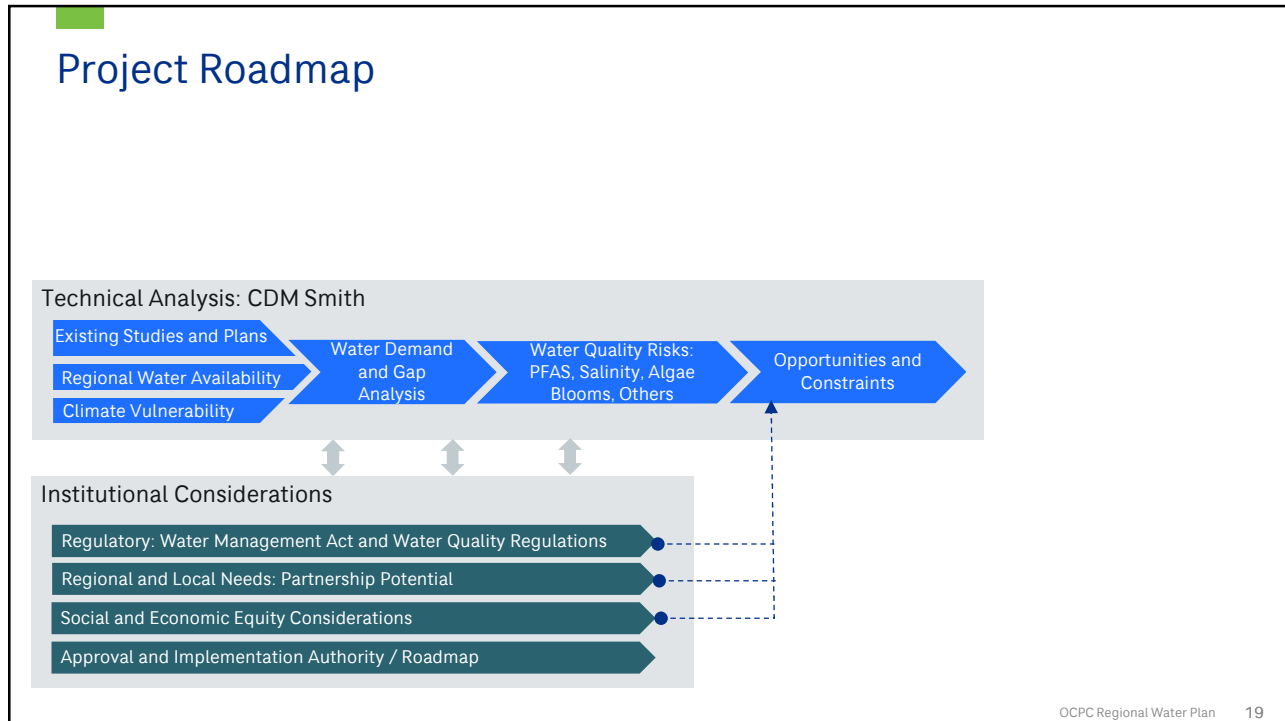 Project Roadmap
Technical Analysis: CDM Smith
Existing Studies and Plans
Regional Water Availability
Climate Vulnerability
Water Demand
and Gap
Analysis
Water Quality Risks:
PFAS, Salinity, Algae
Blooms, Others
Opportunities and
Constraints
Institutional Considerations
Regulatory: Water Management Act and Water Quality Regulations
Regional and Local Needs: Partnership Potential
Social and Economic Equity Considerations
Approval and Implementation Authority / Roadmap
OCPC Regional Water Plan 19